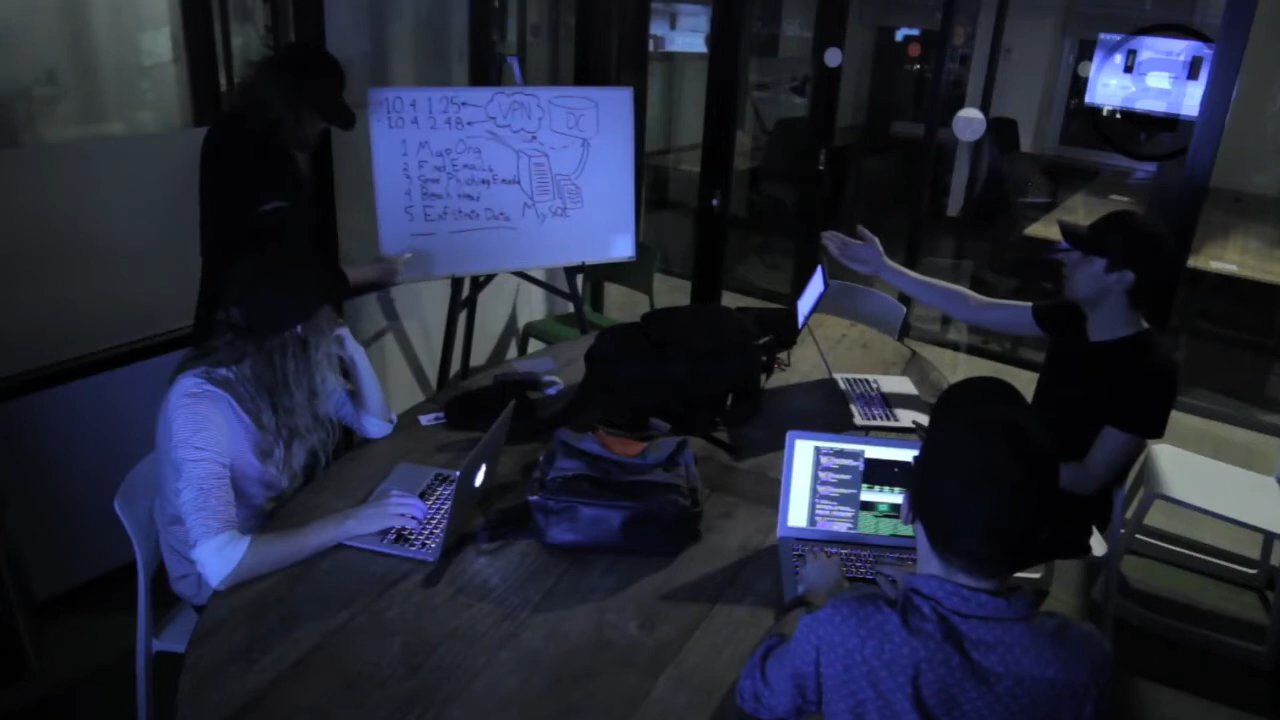 10.4.1.25
10.4.2.48
VPN
DC
1 Map Org
2 Find Emails
3 Send Phishing Emails
4 Beach Head
5 Exfiltrate Data
MySQL